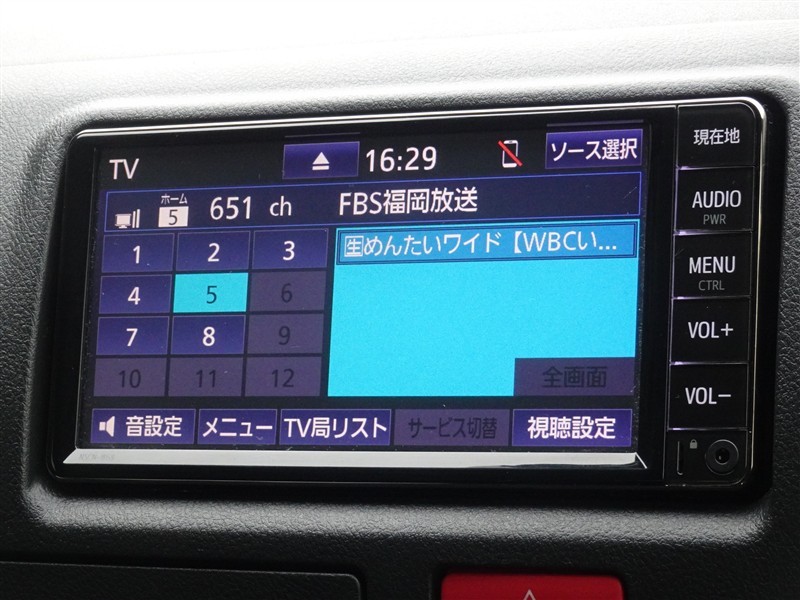 TV
16:29
ソース選択
ホーム
5
651 ch
FBS福岡放送
1 2 3
生めんたいワイド【WBCい...
4 5 6
7 8 9
10 11 12
全画面
音設定 メニュー TV局リスト サービス切替 視聴設定
現在地
AUDIO
PWR
MENU
CTRL
VOL+
VOL−